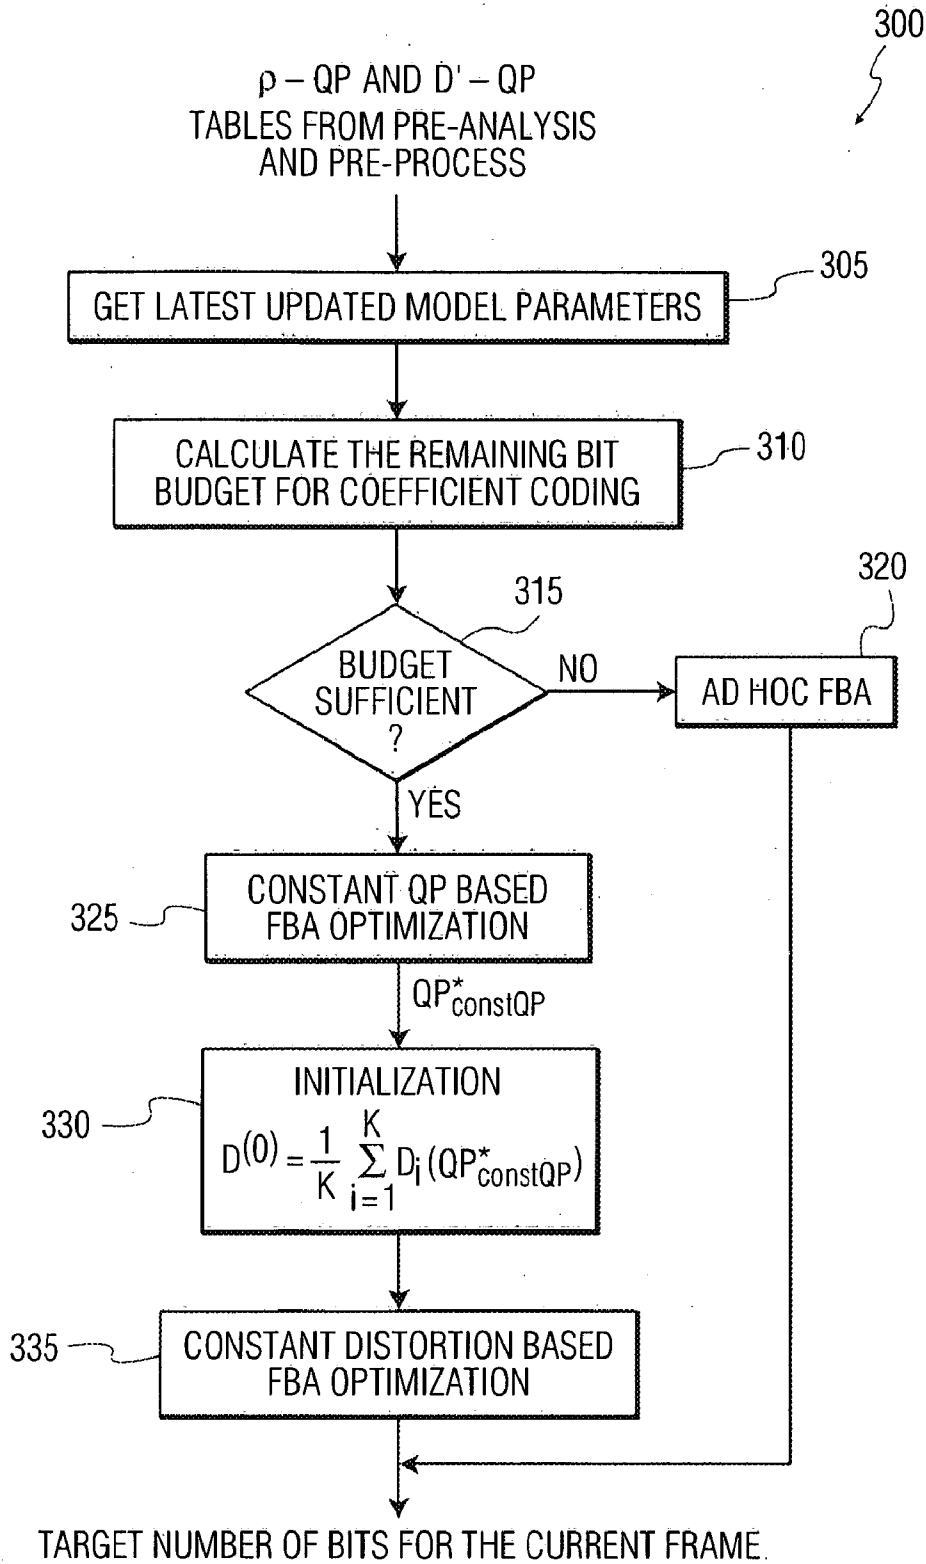 300
ρ – QP AND D' – QP
TABLES FROM PRE-ANALYSIS
AND PRE-PROCESS
305
GET LATEST UPDATED MODEL PARAMETERS
310
CALCULATE THE REMAINING BIT
BUDGET FOR COEFFICIENT CODING
315
320
BUDGET
SUFFICIENT
?
NO
AD HOC FBA
YES
325
CONSTANT QP BASED
FBA OPTIMIZATION
QP*constQP
330
INITIALIZATION
D(0) = 1/K K∑i=1 Di (QP*constQP)
335
CONSTANT DISTORTION BASED
FBA OPTIMIZATION
TARGET NUMBER OF BITS FOR THE CURRENT FRAME.